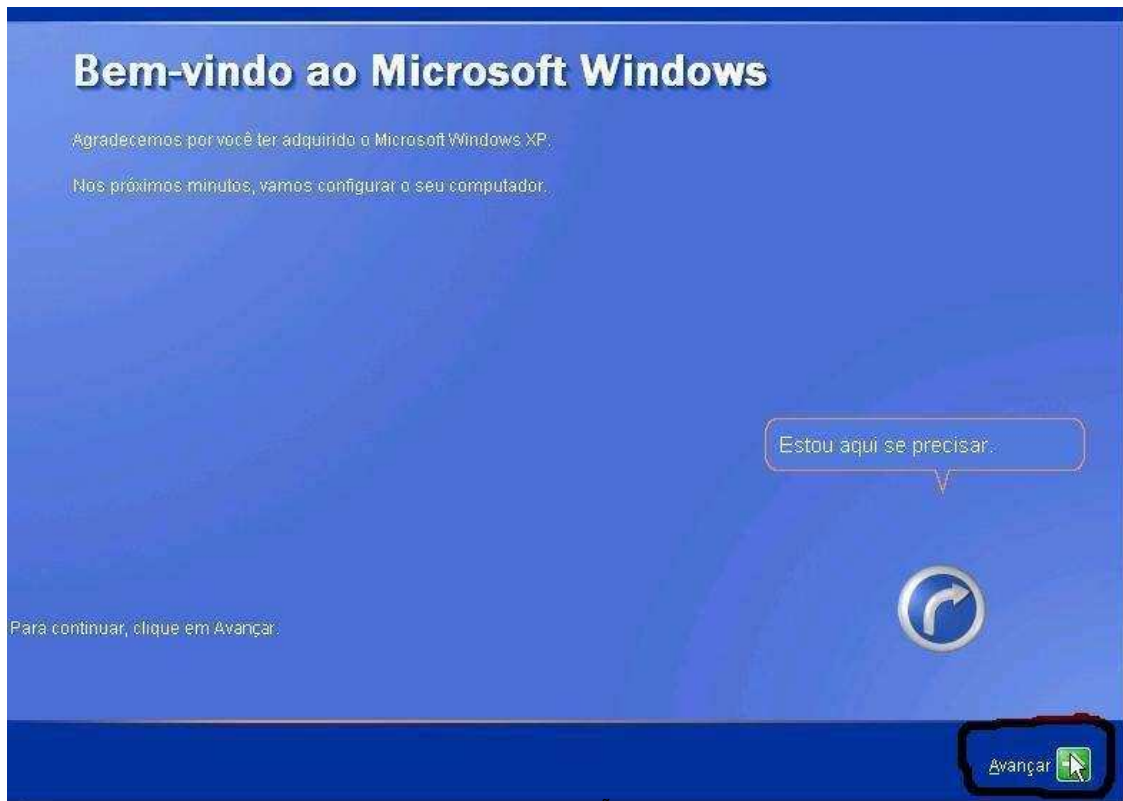 Bem-vindo ao Microsoft Windows
Agradecemos por você ter adquirido o Microsoft Windows XP.
Nos próximos minutos, vamos configurar o seu computador.
Estou aqui se precisar.
Para continuar, clique em Avançar.
Avançar